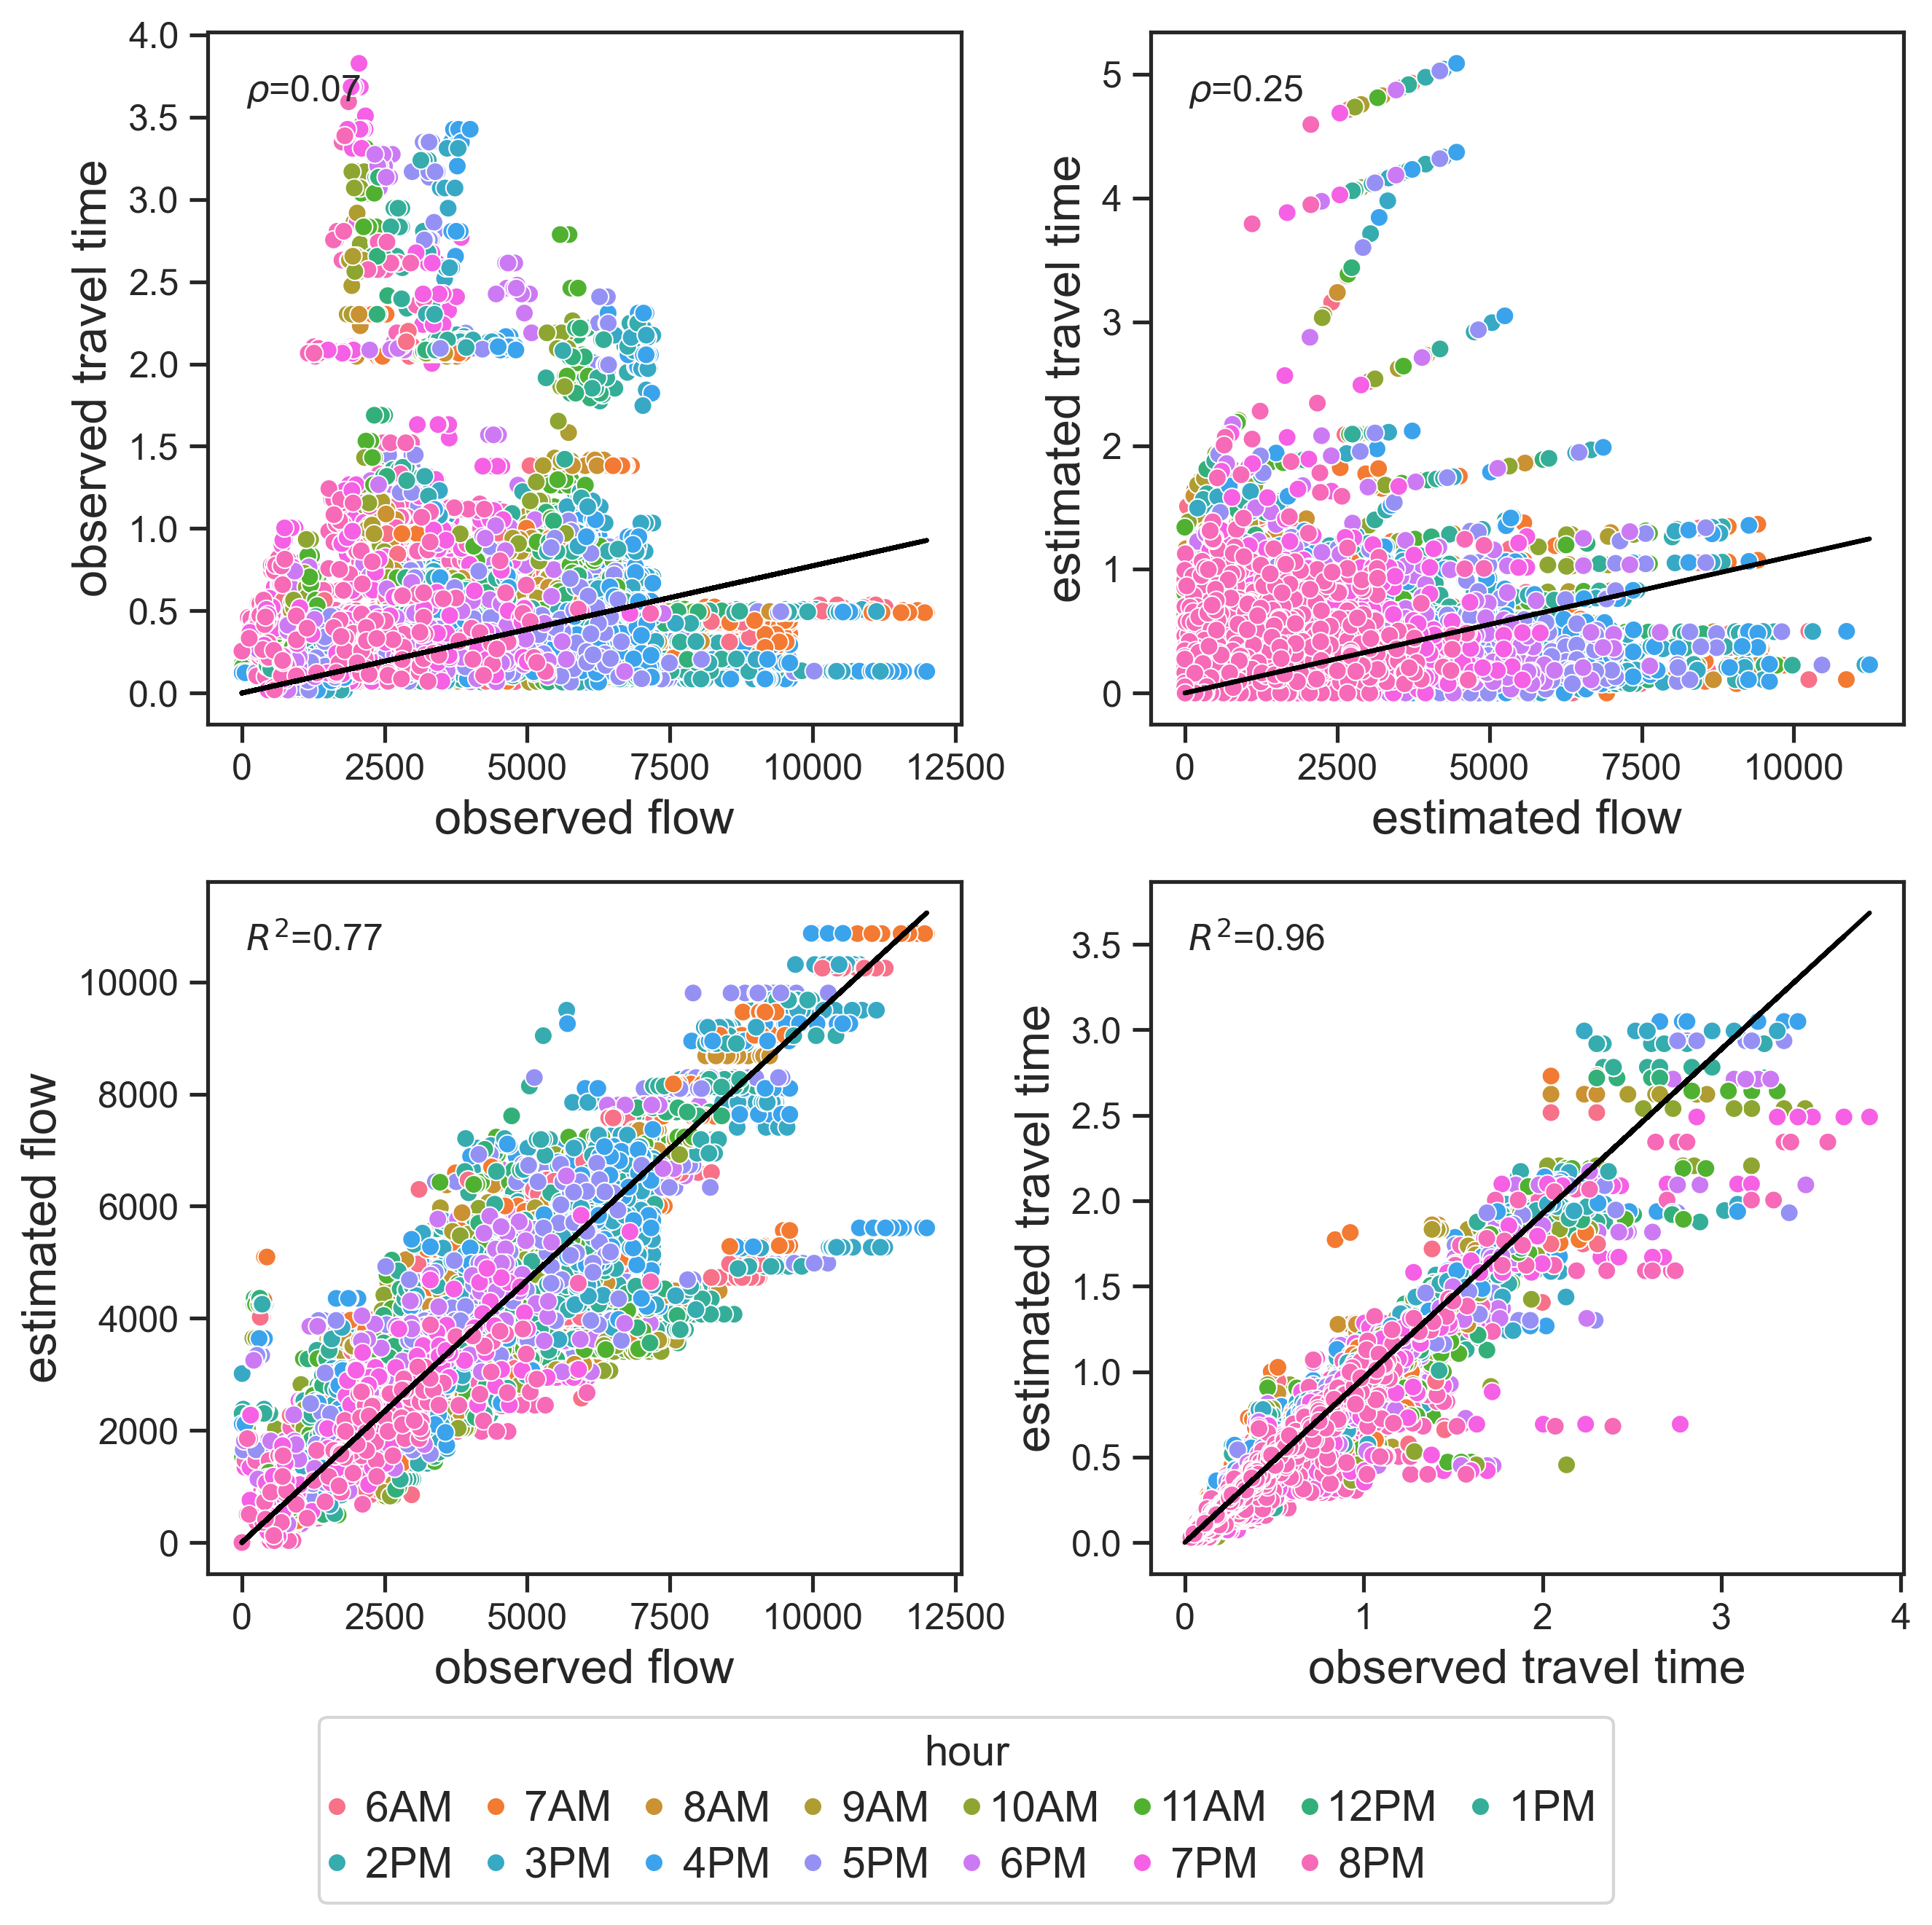 ρ=0.07
4.0
3.5
3.0
2.5
2.0
1.5
1.0
0.5
0.0
observed travel time
0 2500 5000 7500 10000 12500
observed flow
ρ=0.25
5
4
3
2
1
0
estimated travel time
0 2500 5000 7500 10000
estimated flow
R²=0.77
10000
8000
6000
4000
2000
0
estimated flow
0 2500 5000 7500 10000 12500
observed flow
R²=0.96
3.5
3.0
2.5
2.0
1.5
1.0
0.5
0.0
estimated travel time
0 1 2 3 4
observed travel time
hour
6AM 7AM 8AM 9AM 10AM 11AM 12PM 1PM
2PM 3PM 4PM 5PM 6PM 7PM 8PM